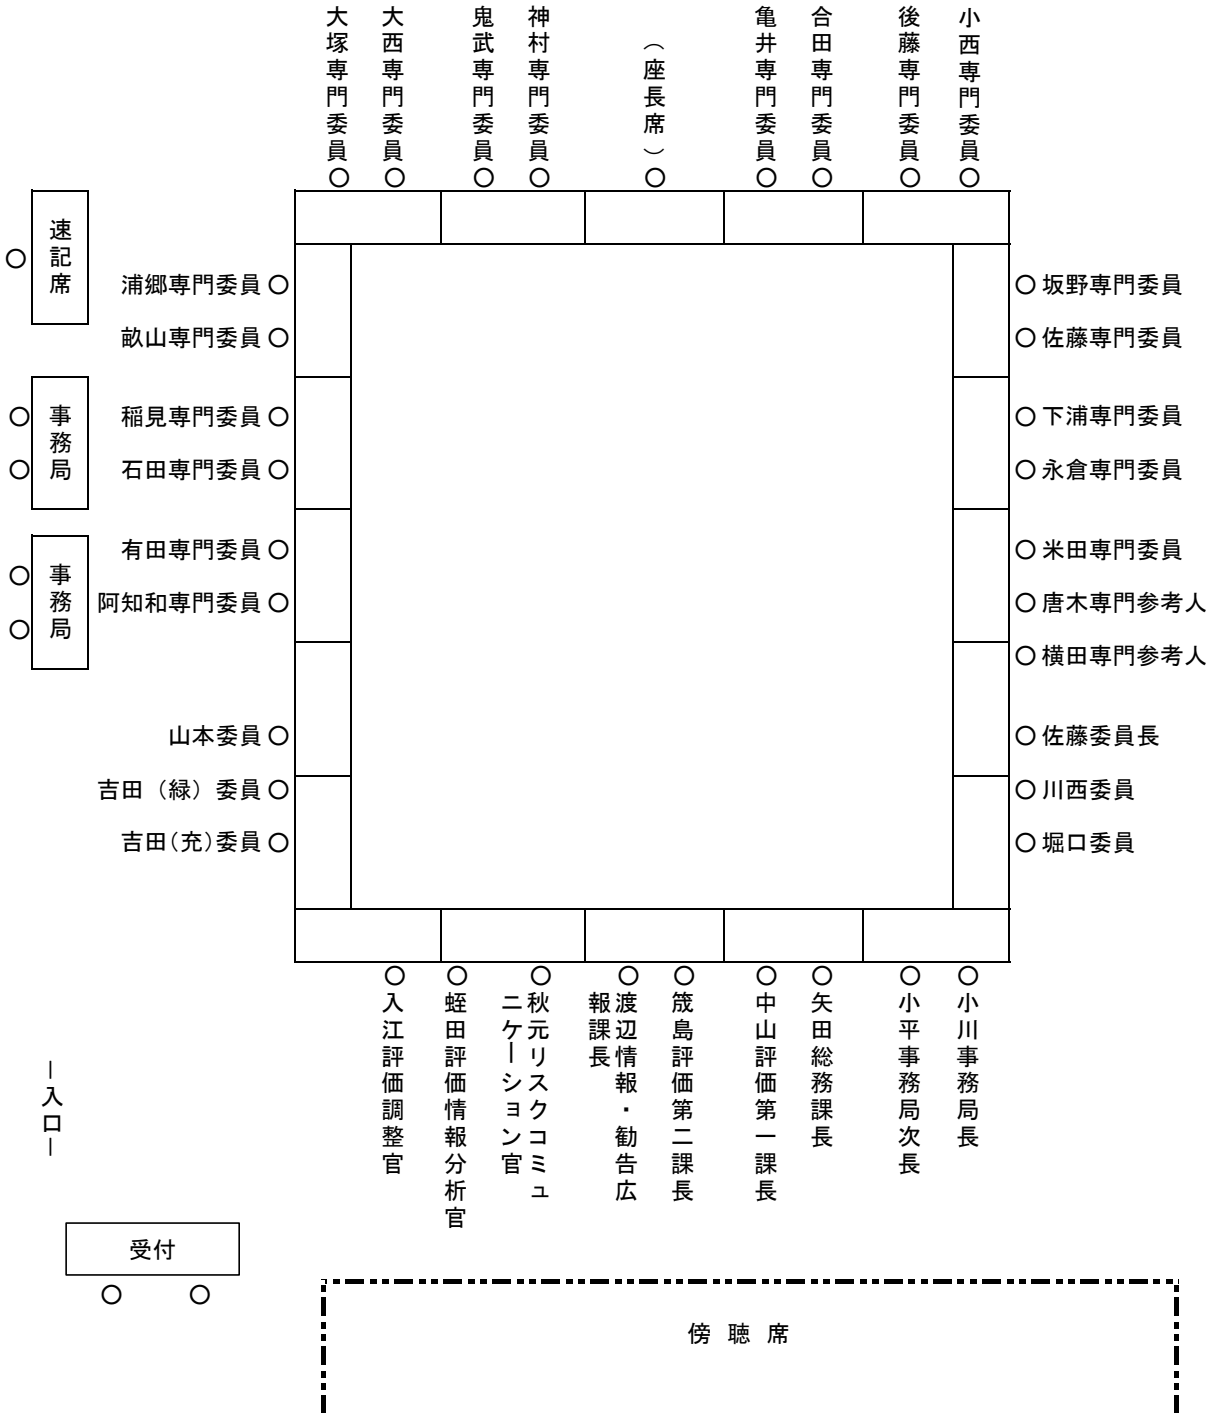 大塚専門委員
大西専門委員
鬼武専門委員
神村専門委員
（座長席）
亀井専門委員
合田専門委員
後藤専門委員
小西専門委員
速記席
浦郷専門委員
畝山専門委員
事務局
稲見専門委員
石田専門委員
事務局
有田専門委員
阿知和専門委員
山本委員
吉田（緑）委員
吉田(充)委員
坂野専門委員
佐藤専門委員
下浦専門委員
永倉専門委員
米田専門委員
唐木専門参考人
横田専門参考人
佐藤委員長
川西委員
堀口委員
入江評価調整官
蛭田評価情報分析官
秋元リスクコミュ
ニケーション官
渡辺情報・勧告広
報課長
筬島評価第二課長
中山評価第一課長
矢田総務課長
小平事務局次長
小川事務局長
－入口－
受付
傍聴席